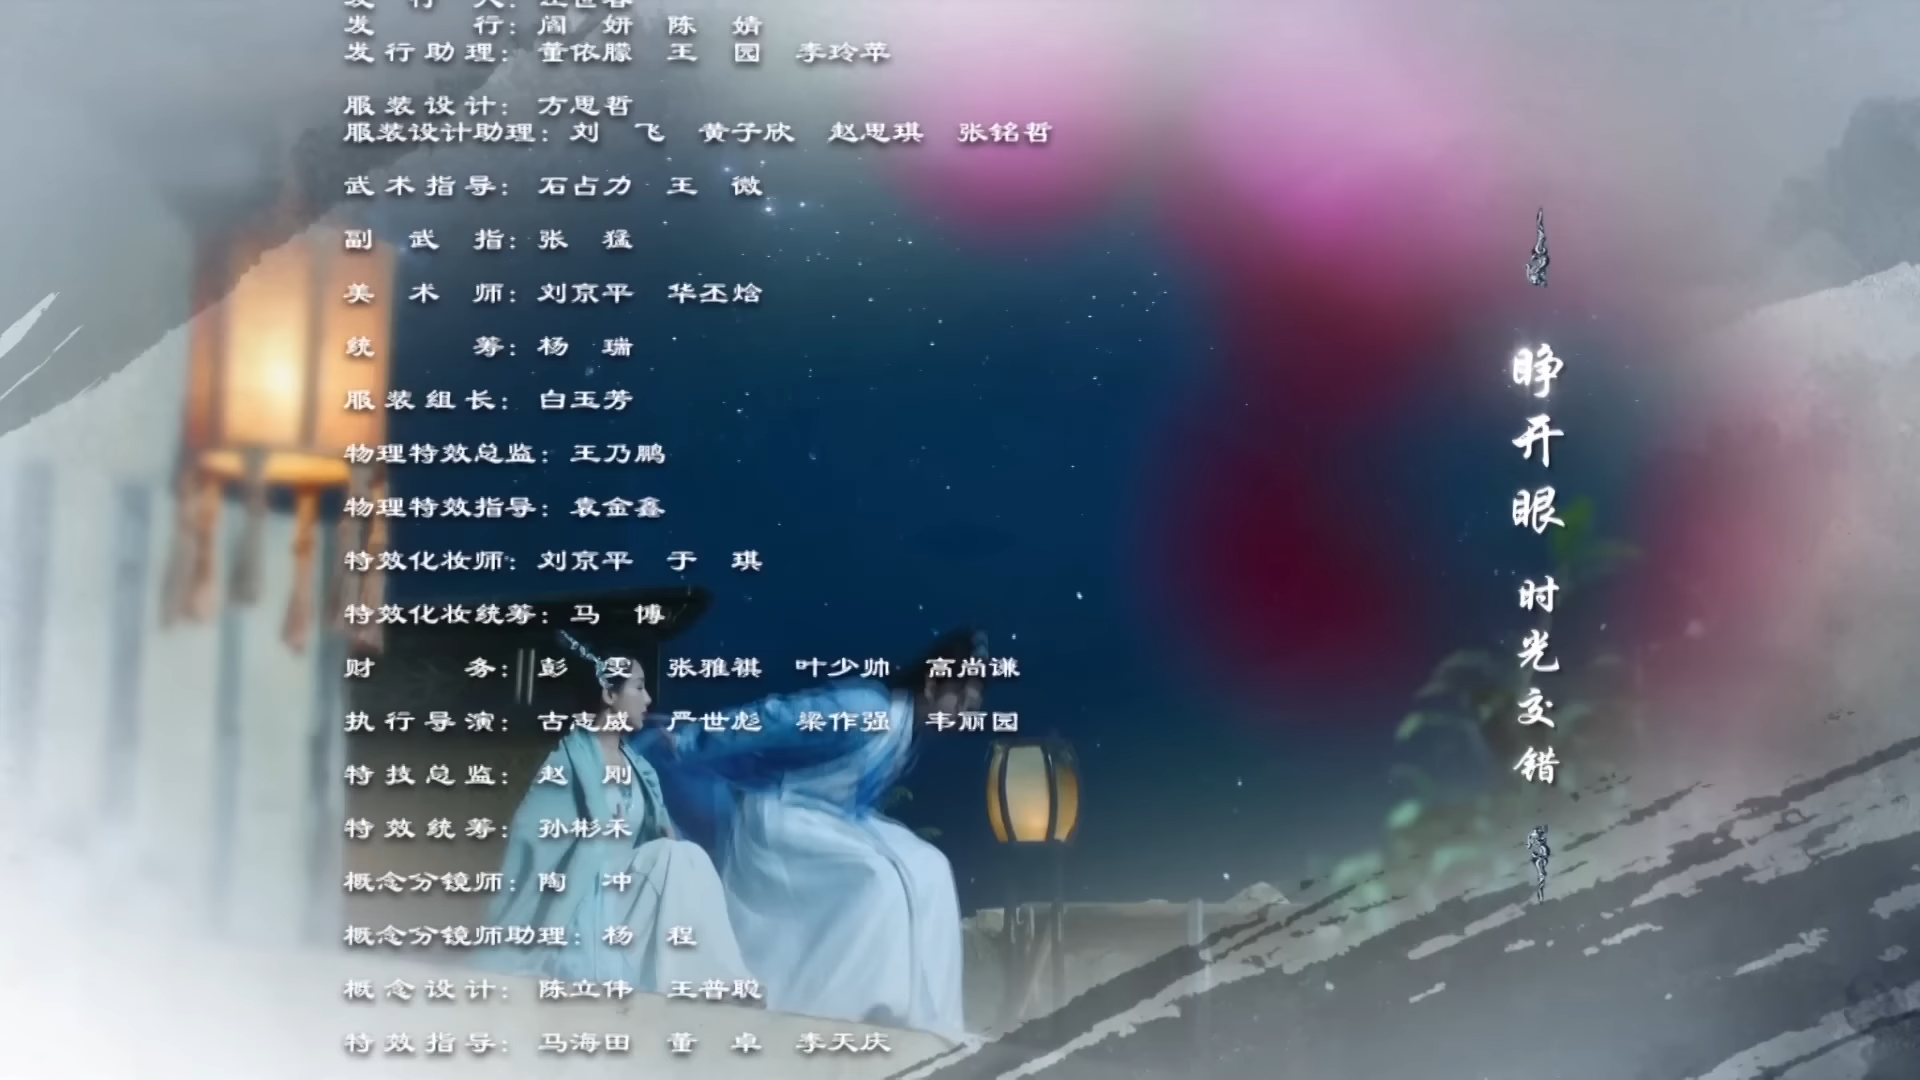 发行：阎妍 陈婧
发行助理：董依朦 王园 李玲苹
服装设计：方思哲
服装设计助理：刘飞 黄子欣 赵思琪 张铭哲
武术指导：石占力 王微
副武指：张猛
美术师：刘京平 华丕焓
统筹：杨瑞
服装组长：白玉芳
物理特效总监：王乃鹏
物理特效指导：袁金鑫
特效化妆师：刘京平 于琪
特效化妆统筹：马博
财务：彭雯 张雅祺 叶少帅 高尚谦
执行导演：古志威 严世彪 梁作强 韦丽园
特技总监：赵刚
特效统筹：孙彬禾
概念分镜师：陶冲
概念分镜师助理：杨程
概念设计：陈立伟 王普聪
特效指导：马海田 董卓 李天庆
睁开眼 时光交错